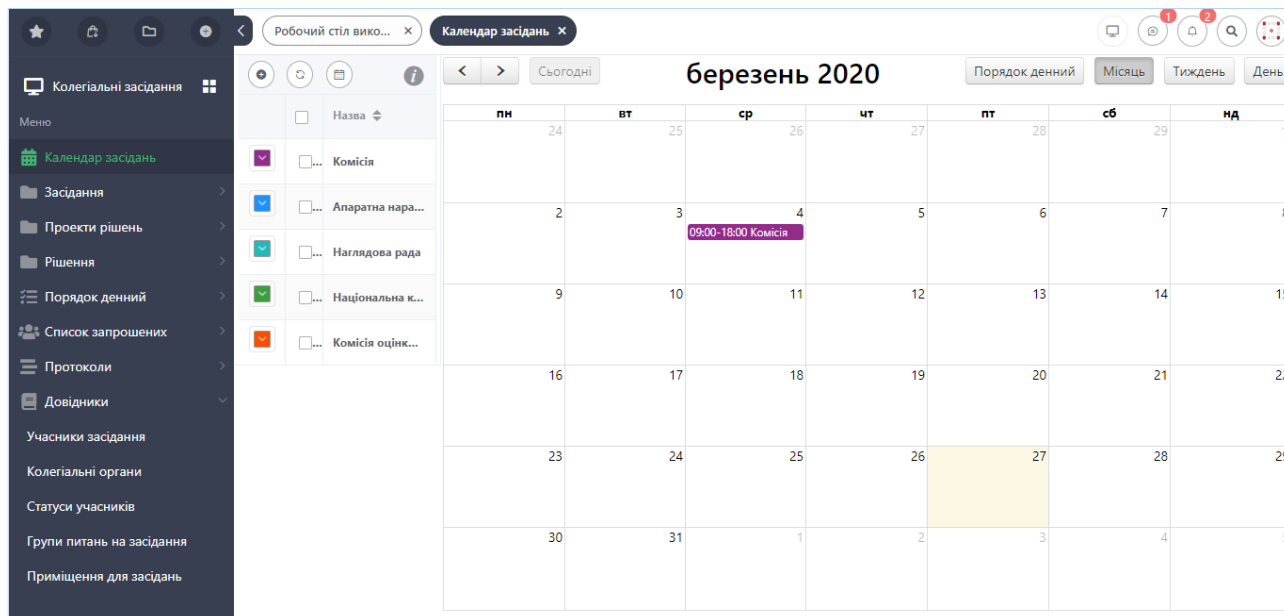 Робочий стіл вико... ×
Календар засідань ×
1
2
Колегіальні засідання
Меню
Календар засідань
Засідання
Проекти рішень
Рішення
Порядок денний
Список запрошених
Протоколи
Довідники
Учасники засідання
Колегіальні органи
Статуси учасників
Групи питань на засідання
Приміщення для засідань
Назва
... Комісія
... Апаратна нара...
... Наглядова рада
... Національна к...
... Комісія оцінк...
Сьогодні
березень 2020
Порядок денний
Місяць
Тиждень
День
пн вт ср чт пт сб нд
24 25 26 27 28 29
2 3 4 5 6 7 8
09:00-18:00 Комісія
9 10 11 12 13 14 15
16 17 18 19 20 21 22
23 24 25 26 27 28 29
30 31 1 2 3 4